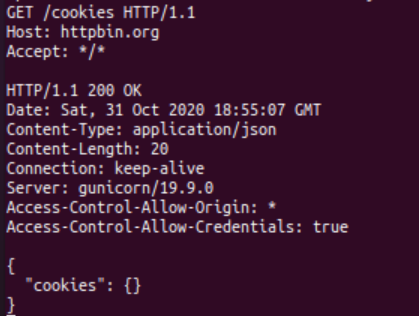 GET /cookies HTTP/1.1
Host: httpbin.org
Accept: */*

HTTP/1.1 200 OK
Date: Sat, 31 Oct 2020 18:55:07 GMT
Content-Type: application/json
Content-Length: 20
Connection: keep-alive
Server: gunicorn/19.9.0
Access-Control-Allow-Origin: *
Access-Control-Allow-Credentials: true

{
  "cookies": {}
}